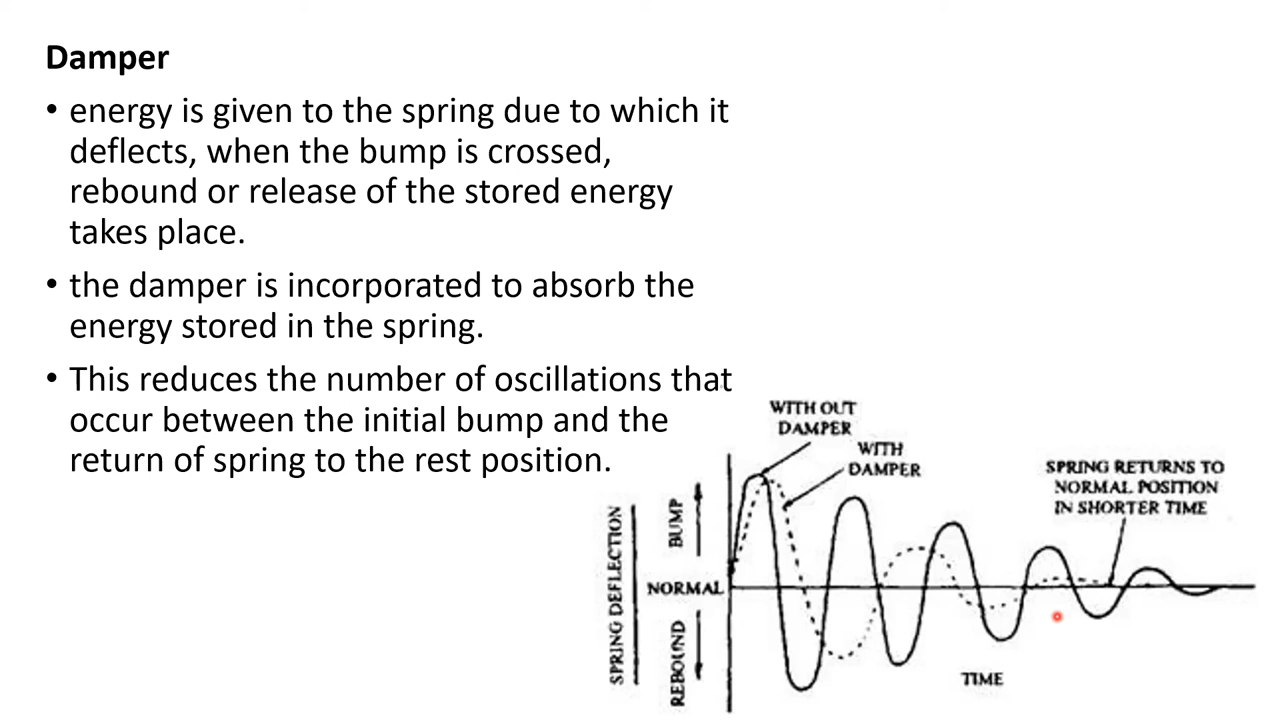 Damper
• energy is given to the spring due to which it
deflects, when the bump is crossed,
rebound or release of the stored energy
takes place.
• the damper is incorporated to absorb the
energy stored in the spring.
• This reduces the number of oscillations that
occur between the initial bump and the
return of spring to the rest position.
WITH OUT
DAMPER
WITH
DAMPER
SPRING RETURNS TO
NORMAL POSITION
IN SHORTER TIME
SPRING DEFLECTION
BUMP
NORMAL
REBOUND
TIME